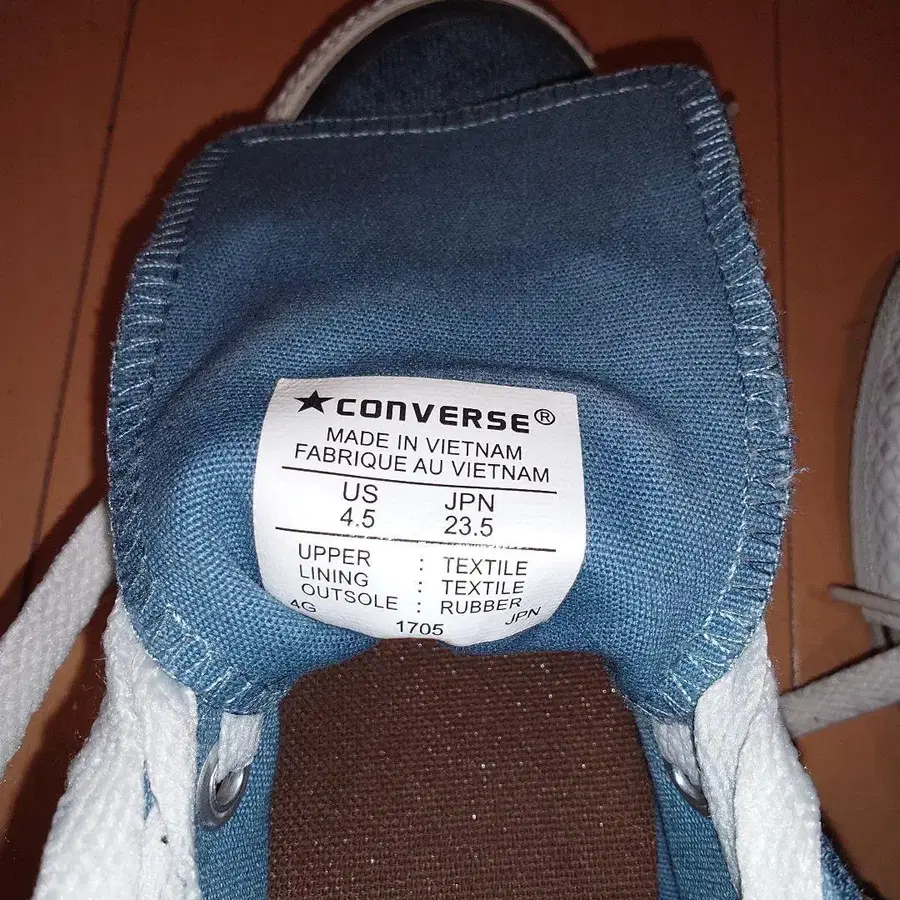 ★CONVERSE®
MADE IN VIETNAM
FABRIQUE AU VIETNAM
US JPN
4.5 23.5
UPPER : TEXTILE
LINING : TEXTILE
OUTSOLE : RUBBER
4G 1705 JPN